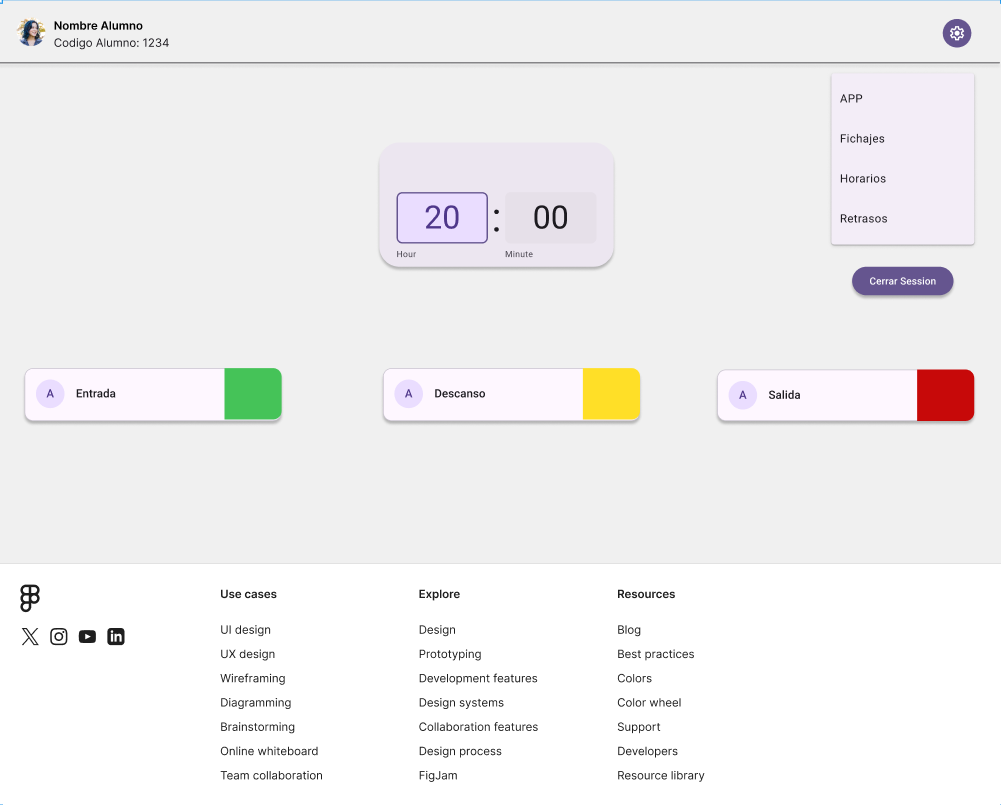 Nombre Alumno
Codigo Alumno: 1234
APP
Fichajes
Horarios
Retrasos
20 : 00
Hour Minute
Cerrar Session
A Entrada
A Descanso
A Salida
Use cases
UI design
UX design
Wireframing
Diagramming
Brainstorming
Online whiteboard
Team collaboration
Explore
Design
Prototyping
Development features
Design systems
Collaboration features
Design process
FigJam
Resources
Blog
Best practices
Colors
Color wheel
Support
Developers
Resource library